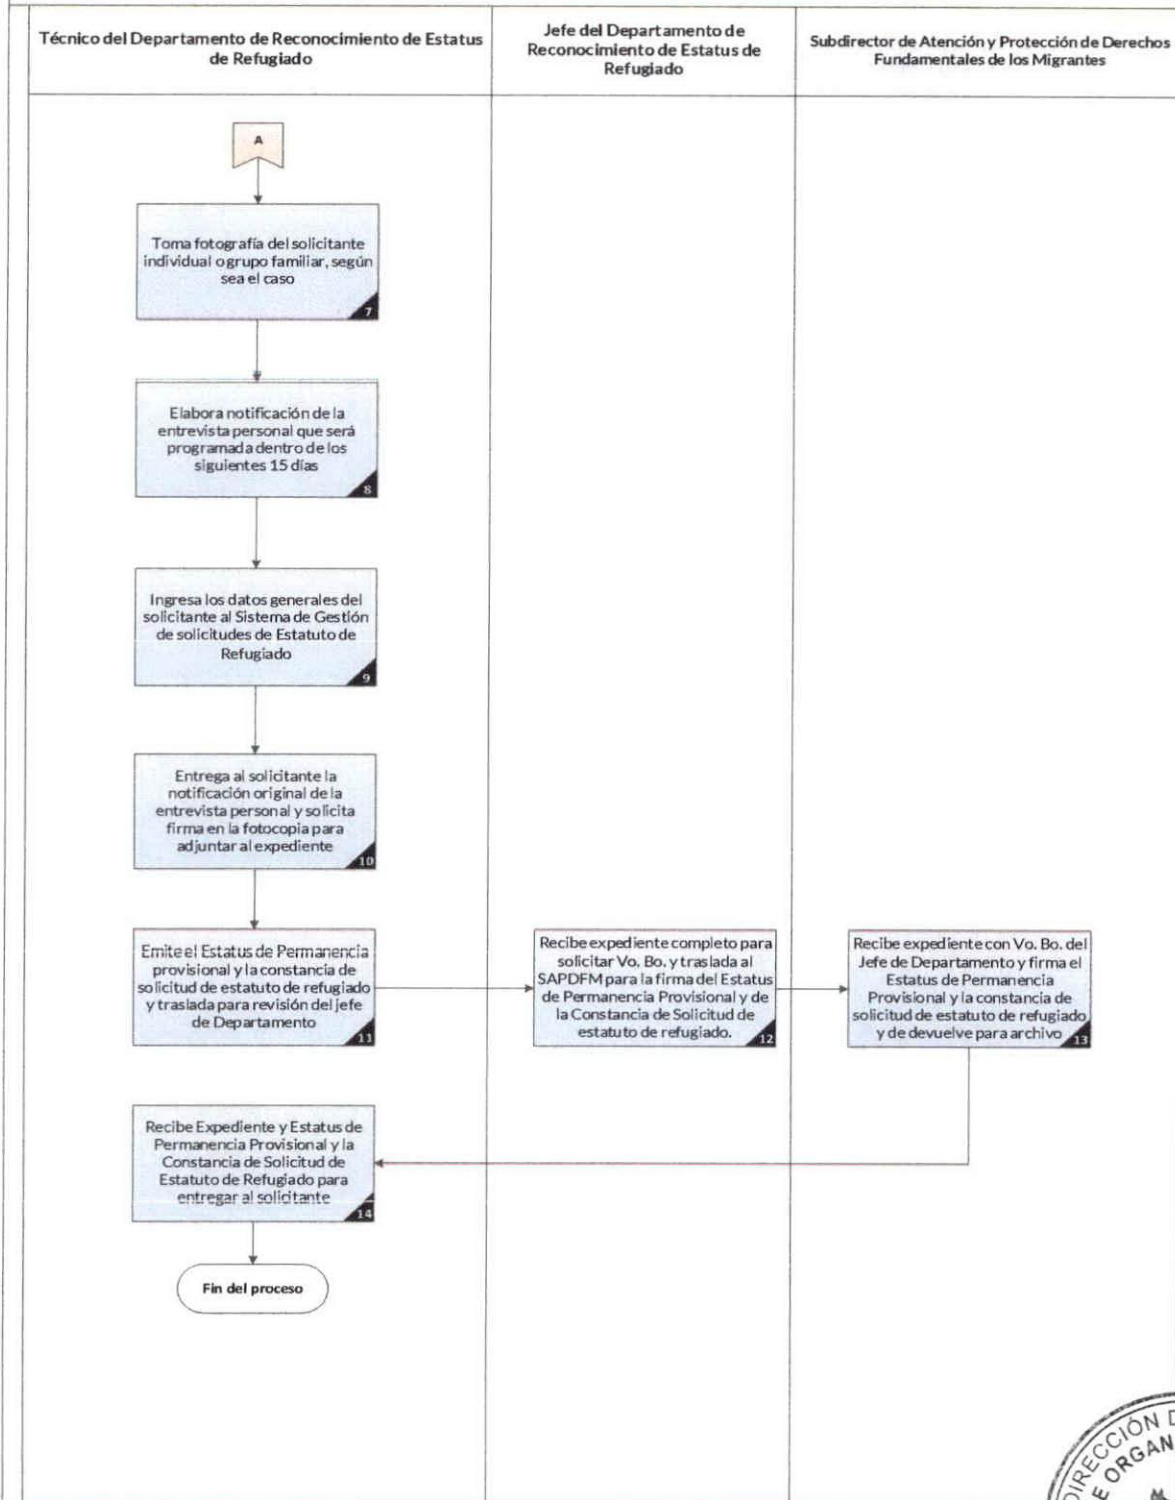 Técnico del Departamento de Reconocimiento de Estatus
de Refugiado
Jefe del Departamento de
Reconocimiento de Estatus de
Refugiado
Subdirector de Atención y Protección de Derechos
Fundamentales de los Migrantes
A
Toma fotografía del solicitante
individual o grupo familiar, según
sea el caso
7
Elabora notificación de la
entrevista personal que será
programada dentro de los
siguientes 15 días
8
Ingresa los datos generales del
solicitante al Sistema de Gestión
de solicitudes de Estatuto de
Refugiado
9
Entrega al solicitante la
notificación original de la
entrevista personal y solicita
firma en la fotocopia para
adjuntar al expediente
10
Emite el Estatus de Permanencia
provisional y la constancia de
solicitud de estatuto de refugiado
y traslada para revisión del jefe
de Departamento
11
Recibe expediente completo para
solicitar Vo. Bo. y traslada al
SAPDFM para la firma del Estatus
de Permanencia Provisional y de
la Constancia de Solicitud de
estatuto de refugiado.
12
Recibe expediente con Vo. Bo. del
Jefe de Departamento y firma el
Estatus de Permanencia
Provisional y la constancia de
solicitud de estatuto de refugiado
y de devuelve para archivo
13
Recibe Expediente y Estatus de
Permanencia Provisional y la
Constancia de Solicitud de
Estatuto de Refugiado para
entregar al solicitante
14
Fin del proceso